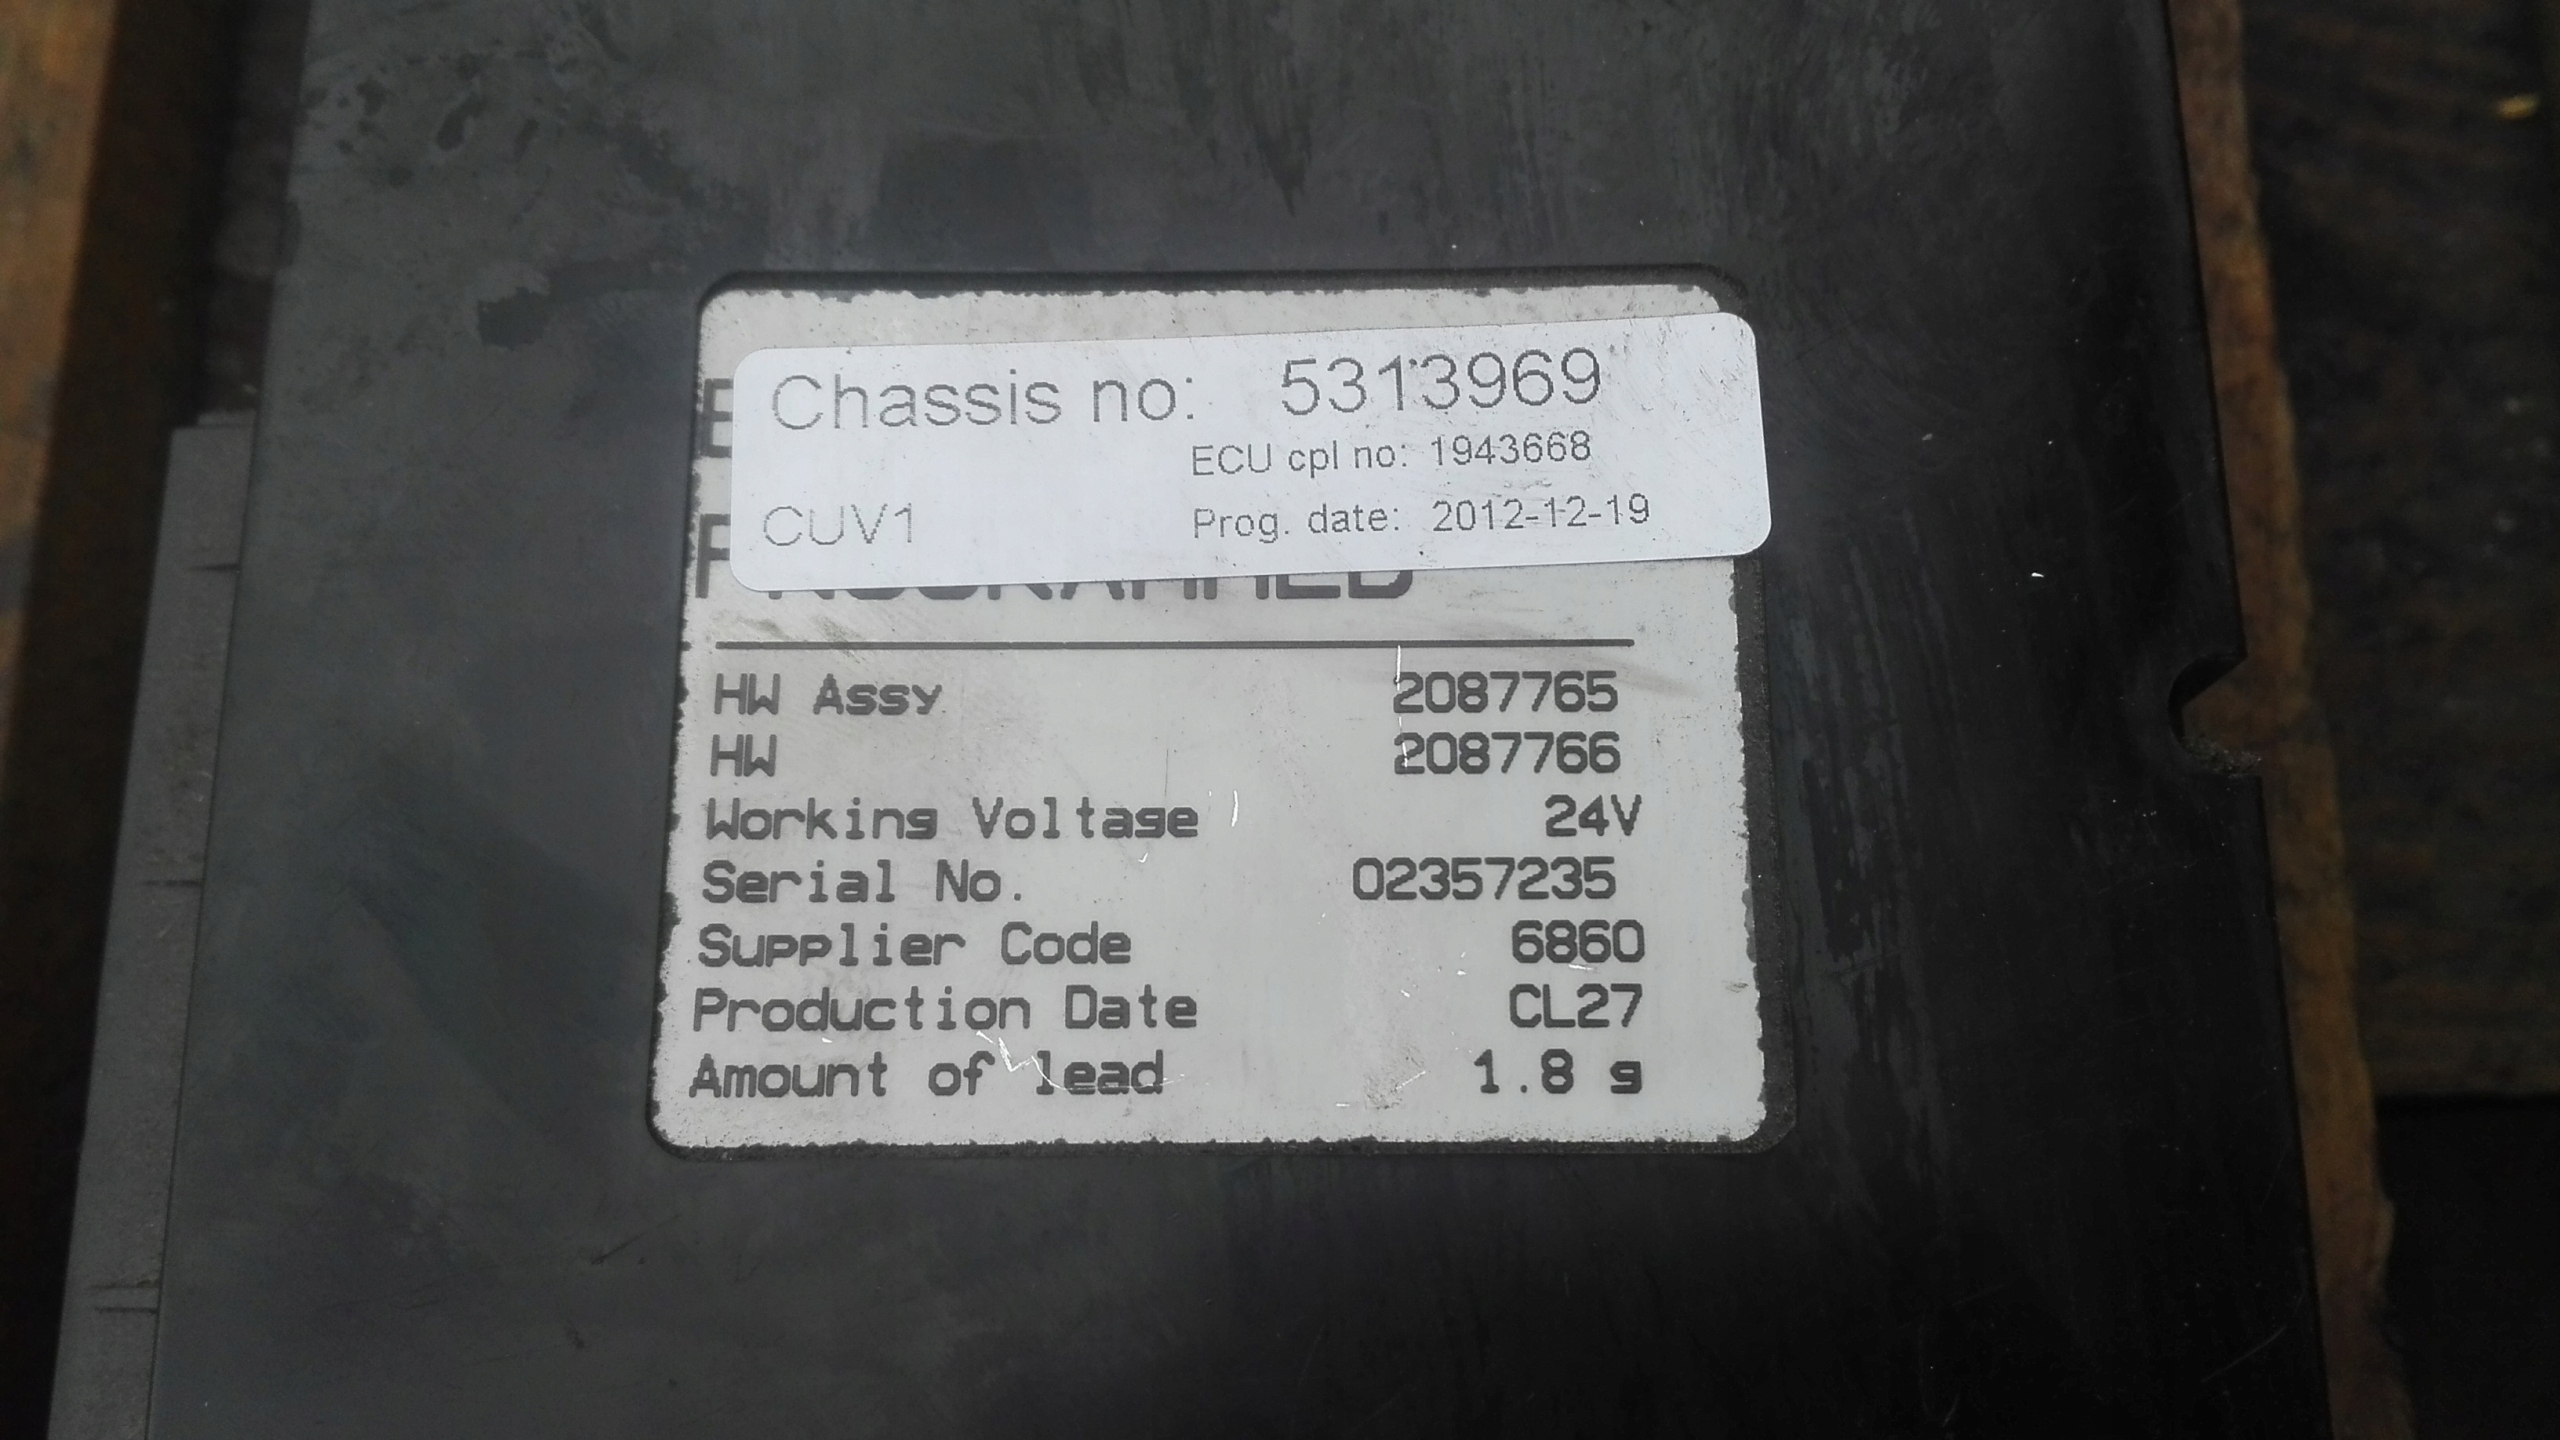 Chassis no: 5313969
ECU cpl no: 1943668
CUV1 Prog. date: 2012-12-19
PROGRAMMED
HW Assy 2087765
HW 2087766
Working Voltage 24V
Serial No. 02357235
Supplier Code 6860
Production Date CL27
Amount of lead 1.8 g